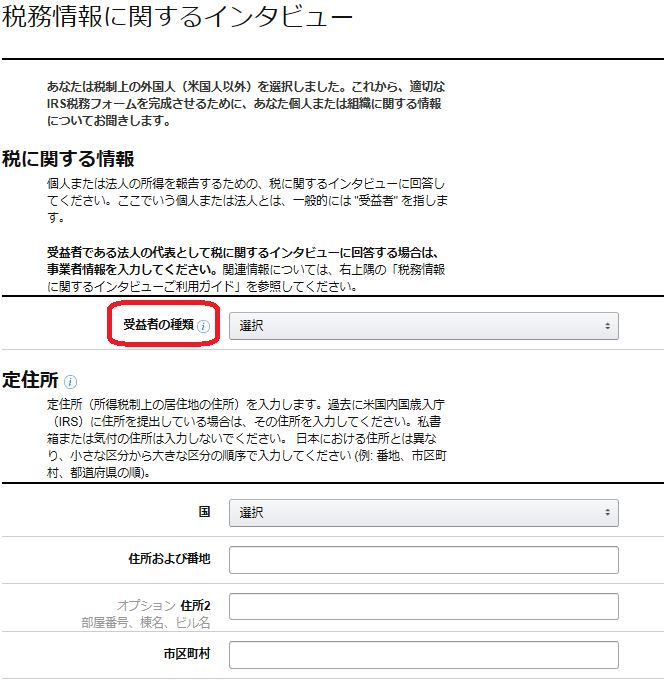 税務情報に関するインタビュー
あなたは税制上の外国人（米国人以外）を選択しました。これから、適切な
IRS税務フォームを完成させるために、あなた個人または組織に関する情報
についてお聞きします。
税に関する情報
個人または法人の所得を報告するための、税に関するインタビューに回答し
てください。ここでいう個人または法人とは、一般的には "受益者" を指しま
す。
受益者である法人の代表として税に関するインタビューに回答する場合は、
事業者情報を入力してください。関連情報については、右上隅の「税務情報
に関するインタビューご利用ガイド」を参照してください。
受益者の種類 i 選択
定住所 i
定住所（所得税制上の居住地の住所）を入力します。過去に米国内国歳入庁
（IRS）に住所を提出している場合は、その住所を入力してください。私書
箱または気付の住所は入力しないでください。 日本における住所とは異な
り、小さな区分から大きな区分の順序で入力してください (例: 番地、市区町
村、都道府県の順)。
国 選択
住所および番地
オプション 住所2
部屋番号、棟名、ビル名
市区町村